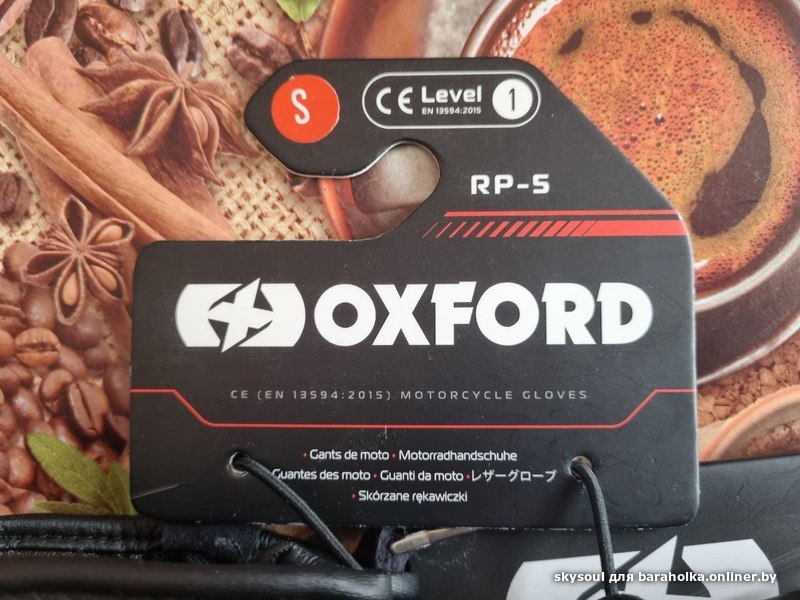 S
CE Level 1
EN 13594:2015
RP-5
OXFORD
CE (EN 13594:2015) MOTORCYCLE GLOVES
• Gants de moto • Motorradhandschuhe
Guantes des moto • Guanti da moto • レザーグローブ
• Skórzane rękawiczki
skysoul для baraholka.onliner.by